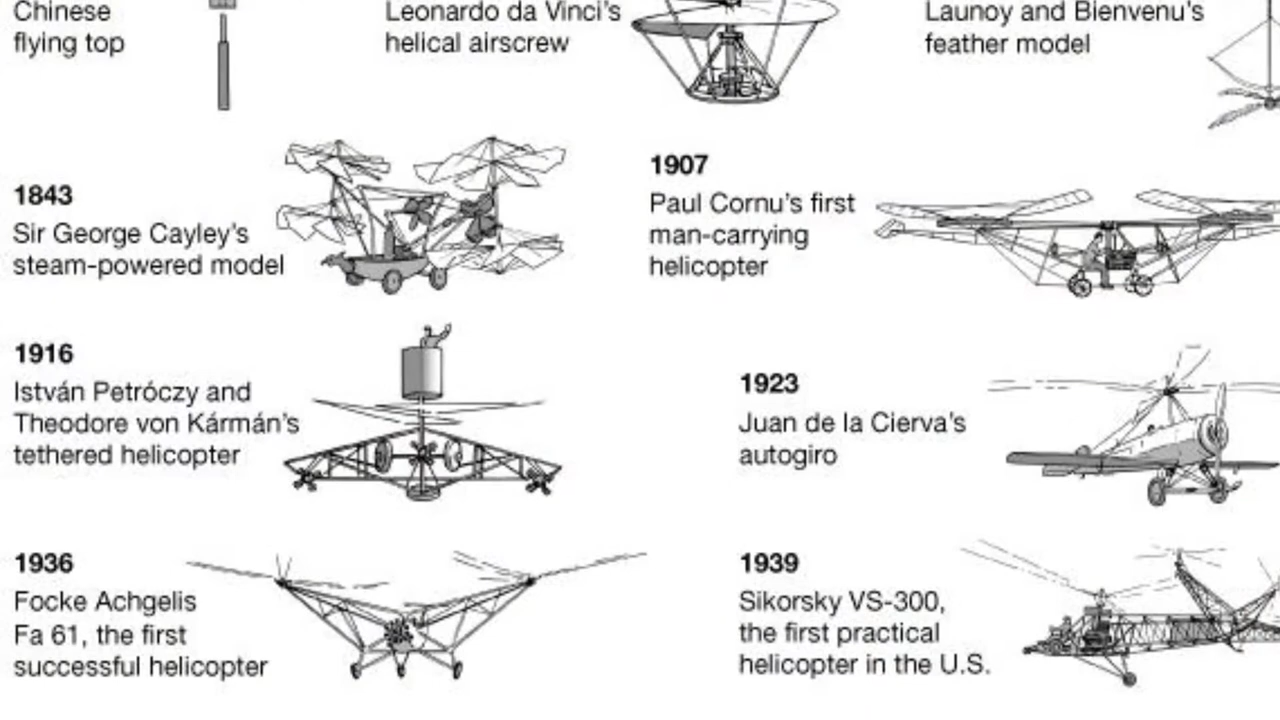 Chinese
flying top
Leonardo da Vinci's
helical airscrew
Launoy and Bienvenu's
feather model
1843
Sir George Cayley's
steam-powered model
1907
Paul Cornu's first
man-carrying
helicopter
1916
István Petróczy and
Theodore von Kármán's
tethered helicopter
1923
Juan de la Cierva's
autogiro
1936
Focke Achgelis
Fa 61, the first
successful helicopter
1939
Sikorsky VS-300,
the first practical
helicopter in the U.S.